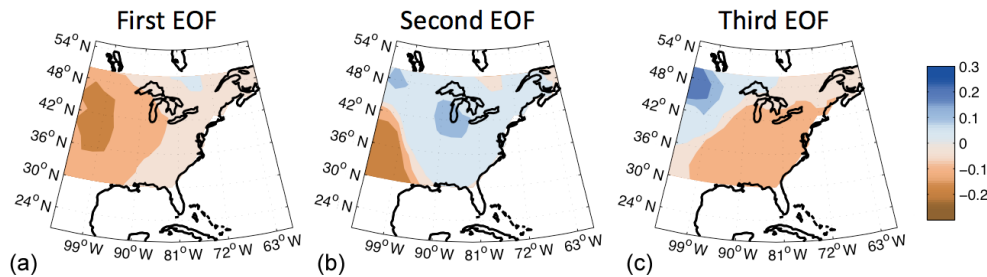 First EOF
Second EOF
Third EOF
54° N
48° N
42° N
36° N
30° N
24° N
99° W
90° W
81° W
72° W
63° W
(a)
54° N
48° N
42° N
36° N
30° N
24° N
99° W
90° W
81° W
72° W
63° W
(b)
54° N
48° N
42° N
36° N
30° N
24° N
99° W
90° W
81° W
72° W
63° W
(c)
0.3
0.2
0.1
0
−0.1
−0.2